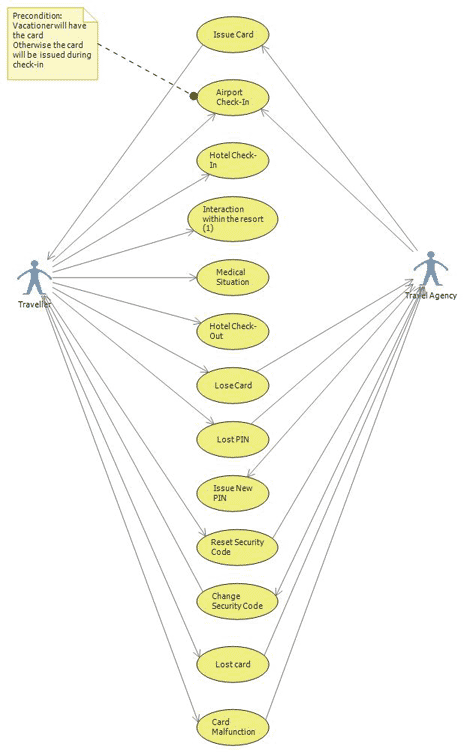 Precondition:
Vacationer will have
the card
Otherwise the card
will be issued during
check-in
Issue Card
Airport
Check-In
Hotel Check-
In
Interaction
within the resort
(1)
Medical
Situation
Traveller
Travel Agency
Hotel Check-
Out
Lose Card
Lost PIN
Issue New
PIN
Reset Security
Code
Change
Security Code
Lost card
Card
Malfunction